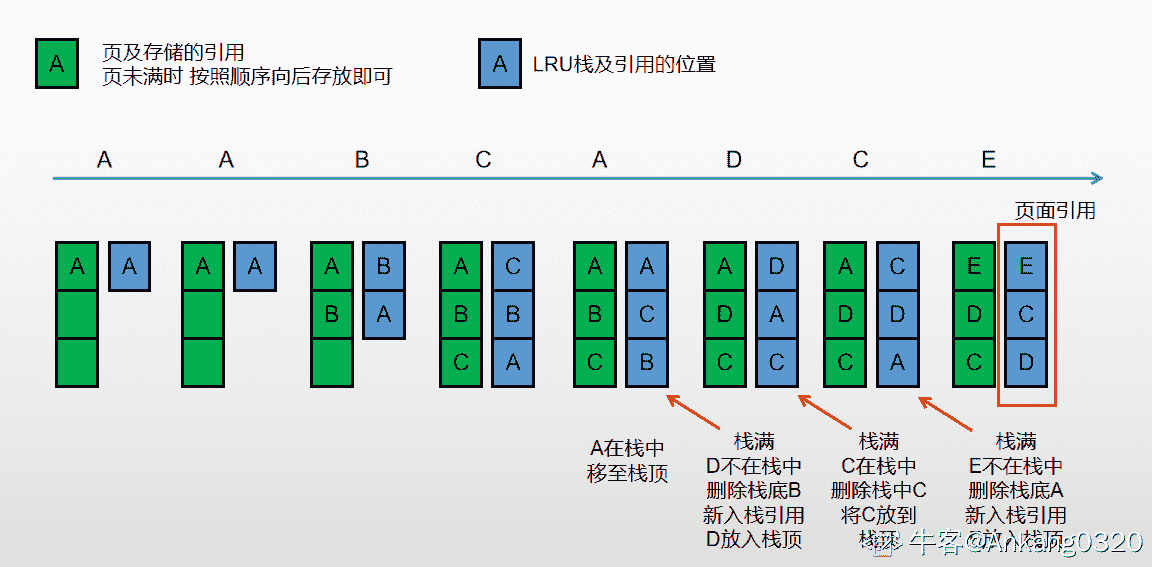 A
页及存储的引用
页未满时 按照顺序向后存放即可
A
LRU栈及引用的位置
A A B C A D C E
页面引用
A A A A A B A C A A A D A C E E
B A B B B C D A D D D C
C A C B C C C A C D
A在栈中
移至栈顶
栈满
D不在栈中
删除栈底B
新入栈引用
D放入栈顶
栈满
C在栈中
删除栈中C
将C放到
栈顶
栈满
E不在栈中
删除栈底A
新入栈引用
放入栈顶
牛客@Ankang0320